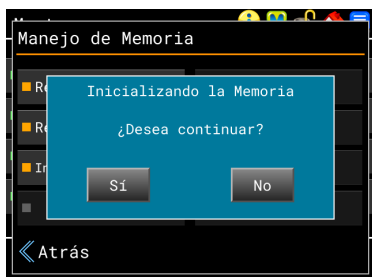 Manejo de Memoria
Inicializando la Memoria
¿Desea continuar?
Sí
No
Atrás